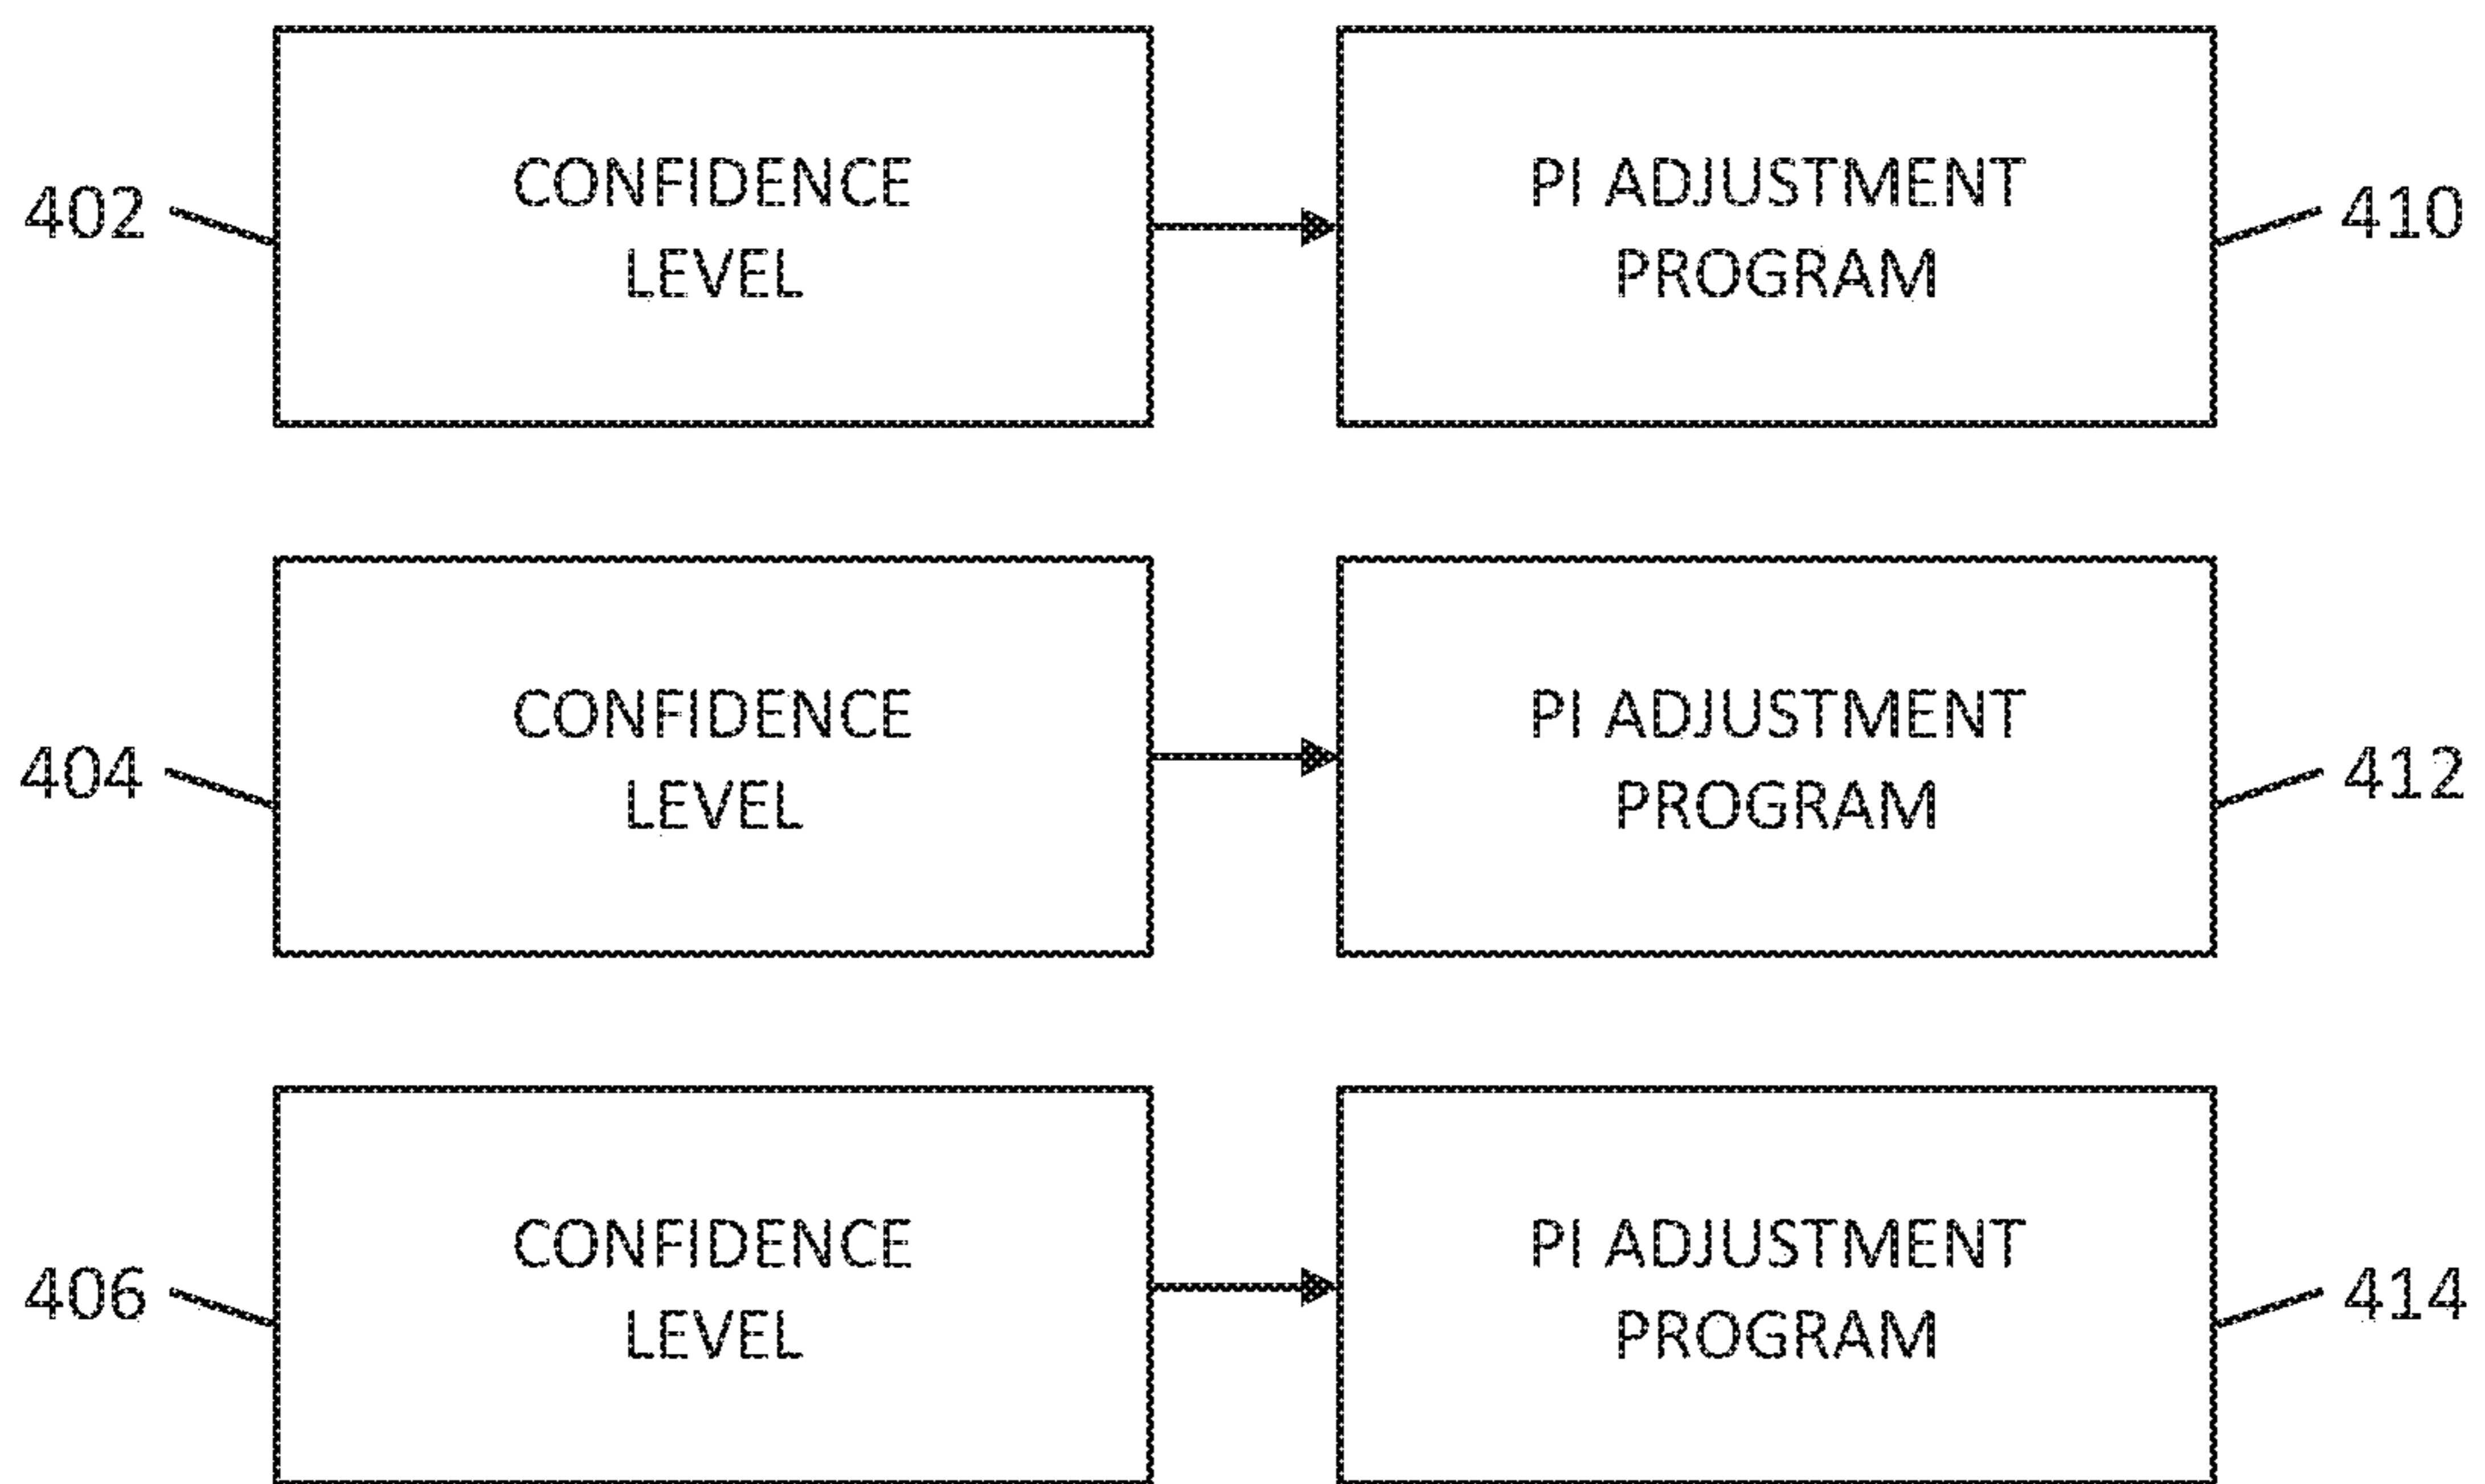 CONFIDENCE
LEVEL
PI ADJUSTMENT
PROGRAM
402
410
CONFIDENCE
LEVEL
PI ADJUSTMENT
PROGRAM
404
412
CONFIDENCE
LEVEL
PI ADJUSTMENT
PROGRAM
406
414